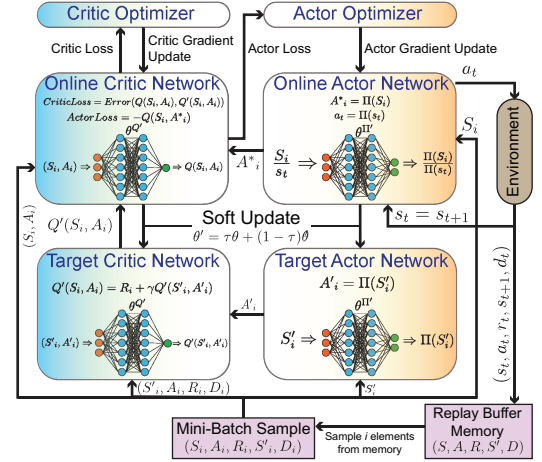 Critic Optimizer
Actor Optimizer
Critic Loss
Critic Gradient
Update
Actor Loss
Actor Gradient Update
Online Critic Network
CriticLoss = Error(Q(S_i, A_i), Q'(S_i, A_i))
ActorLoss = −Q(S_i, A*_i)
θ^Q'
(S_i, A_i) ⇒
⇒ Q(S_i, A_i)
A*_i
Online Actor Network
A*_i = Π(S_i)
a_t = Π(s_t)
θ^Π'
S_i
s_t
⇒
⇒
Π(S_i)
Π(s_t)
a_t
S_i
Environment
s_t = s_{t+1}
(S_i, A_i)
Q'(S_i, A_i)
Soft Update
θ' = τθ + (1 − τ)θ
(s_t, a_t, r_t, s_{t+1}, d_t)
Target Critic Network
Q'(S_i, A_i) = R_i + γQ'(S'_i, A'_i)
θ^Q'
(S'_i, A'_i) ⇒
⇒ Q'(S'_i, A'_i)
A'_i
Target Actor Network
A'_i = Π(S'_i)
θ^Π'
S'_i ⇒
⇒ Π(S'_i)
(S'_i, A_i, R_i, D_i)
S'_i
Mini-Batch Sample
(S_i, A_i, R_i, S'_i, D_i)
Sample i elements
from memory
Replay Buffer
Memory
(S, A, R, S', D)